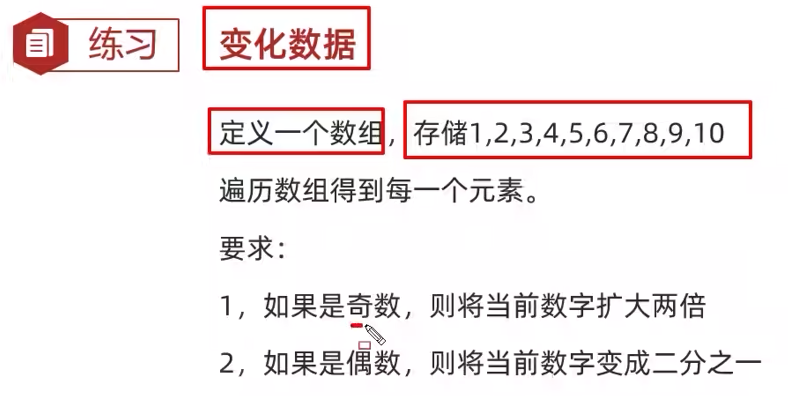 练习
变化数据
定义一个数组，存储1,2,3,4,5,6,7,8,9,10
遍历数组得到每一个元素。
要求：
1，如果是奇数，则将当前数字扩大两倍
2，如果是偶数，则将当前数字变成二分之一